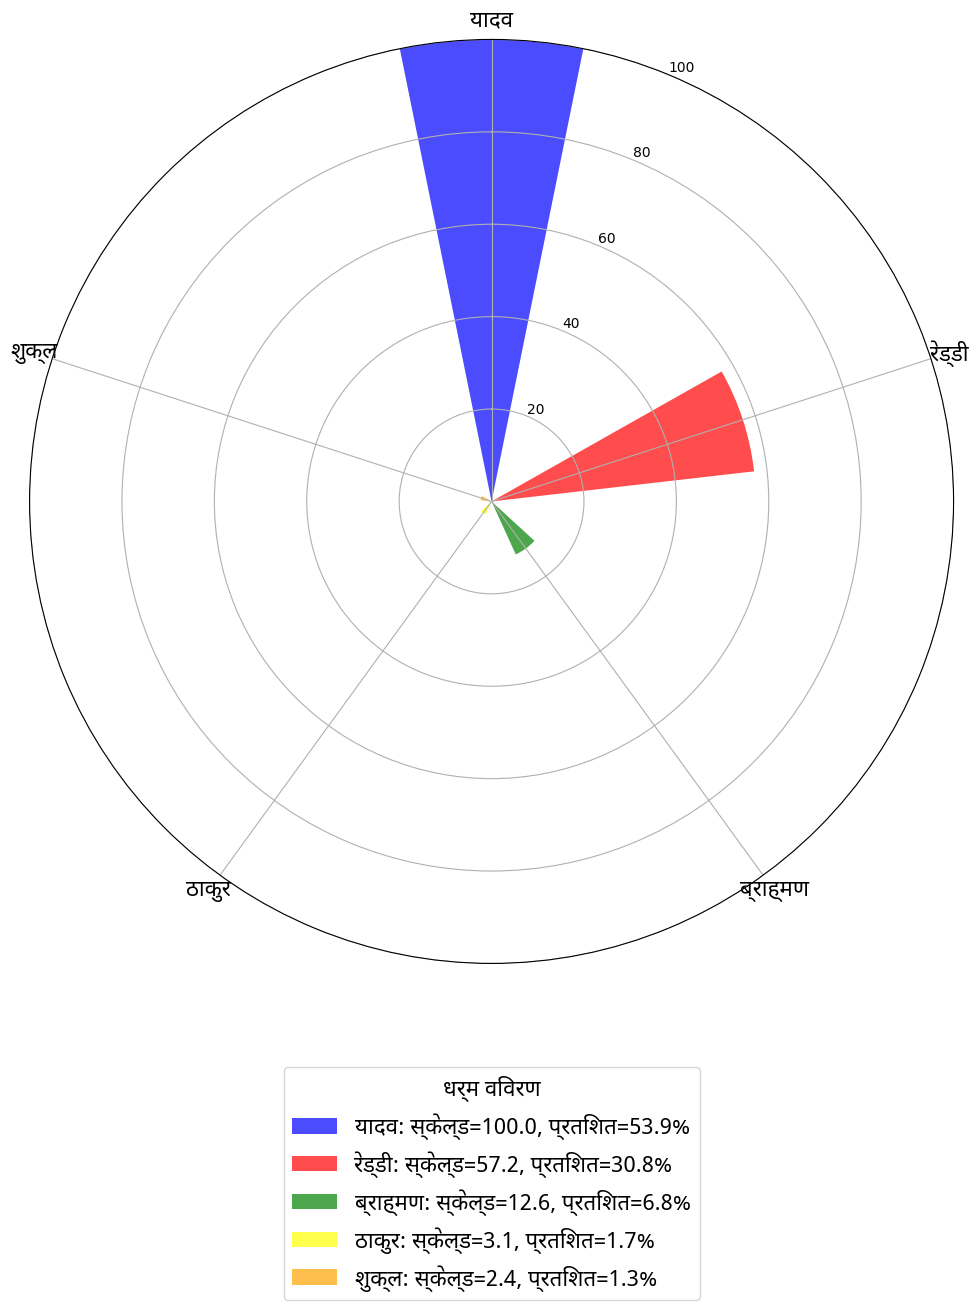 यादव
100
80
60
40
20
शुक्ल
रेड्डी
ठाकुर
ब्राह्मण
धर्म विवरण
यादव: स्केल्ड=100.0, प्रतिशत=53.9%
रेड्डी: स्केल्ड=57.2, प्रतिशत=30.8%
ब्राह्मण: स्केल्ड=12.6, प्रतिशत=6.8%
ठाकुर: स्केल्ड=3.1, प्रतिशत=1.7%
शुक्ल: स्केल्ड=2.4, प्रतिशत=1.3%